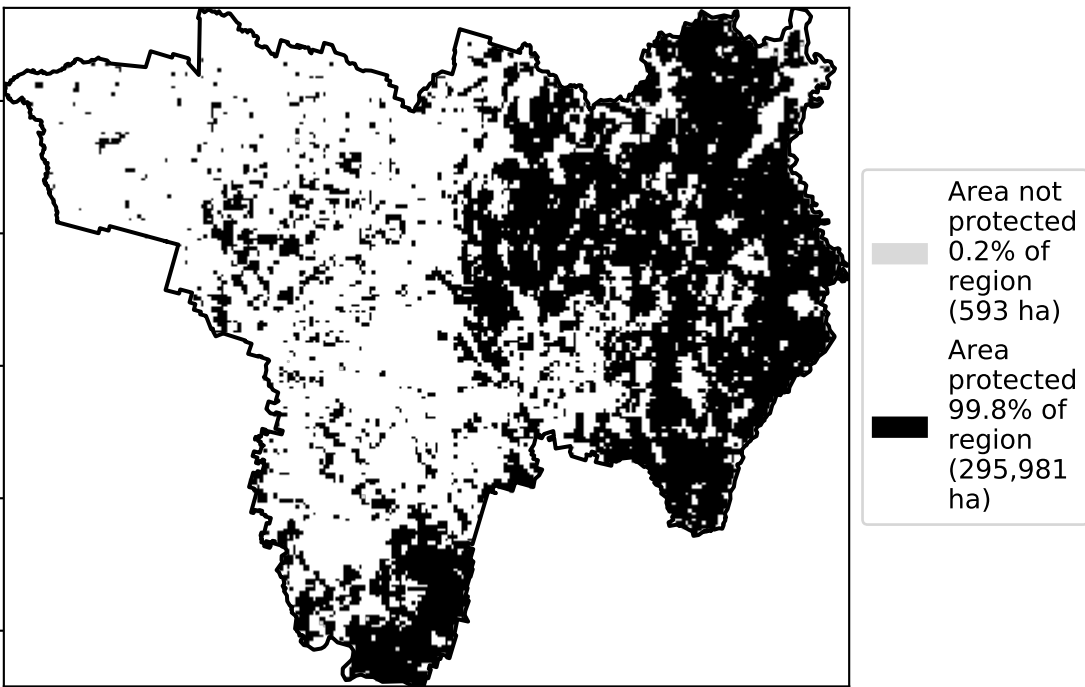 Area not
protected
0.2% of
region
(593 ha)
Area
protected
99.8% of
region
(295,981
ha)